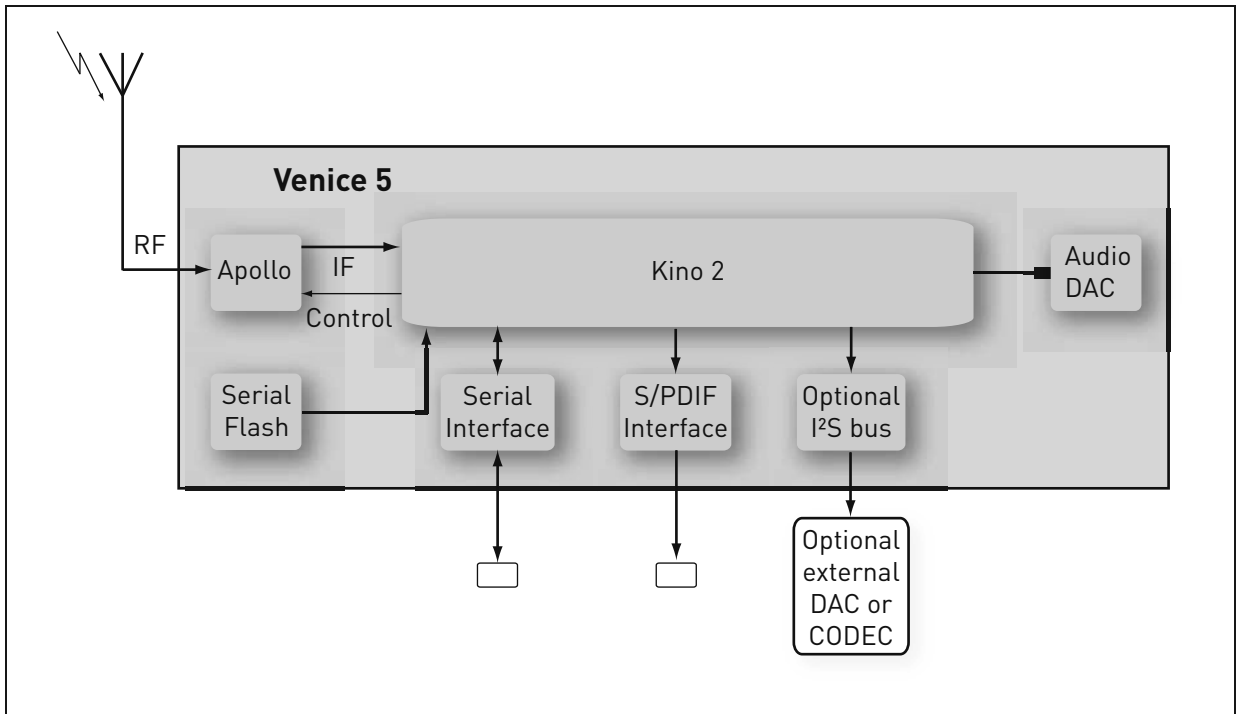 Venice 5
RF
Apollo
IF
Control
Kino 2
Audio
DAC
Serial
Flash
Serial
Interface
S/PDIF
Interface
Optional
I²S bus
Optional
external
DAC or
CODEC